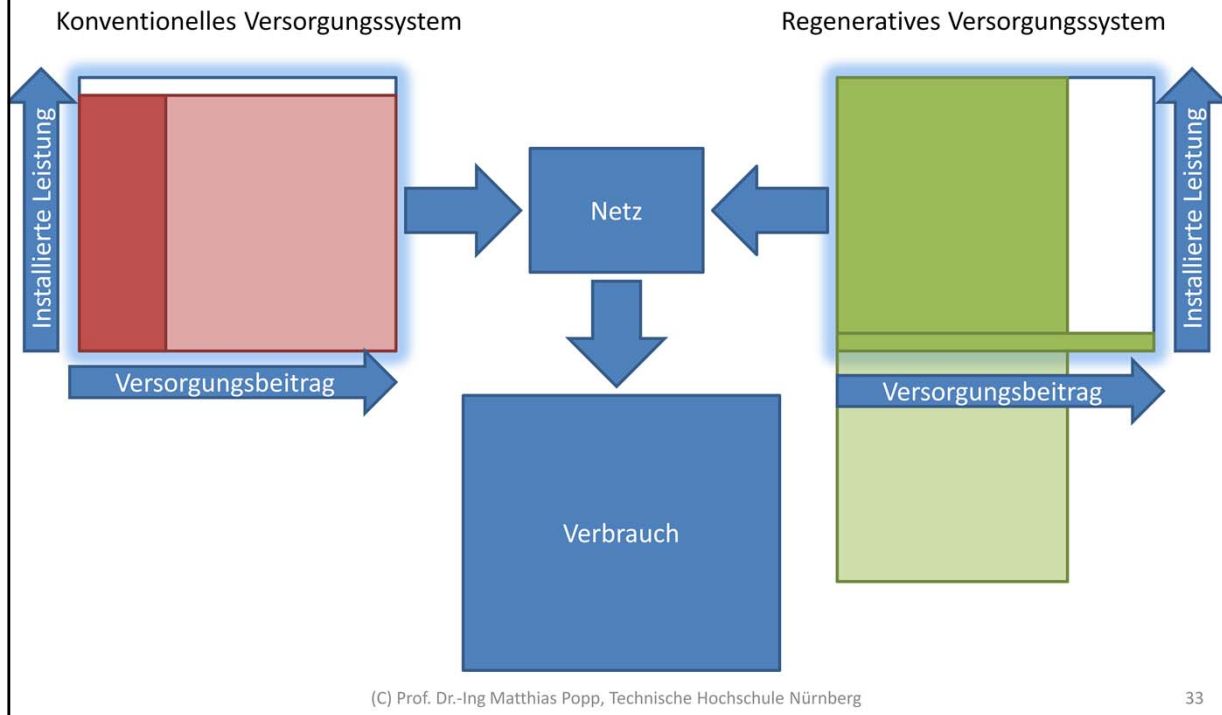 Konventionelles Versorgungssystem
Regeneratives Versorgungssystem
Installierte Leistung
Versorgungsbeitrag
Netz
Verbrauch
Versorgungsbeitrag
Installierte Leistung
(C) Prof. Dr.-Ing Matthias Popp, Technische Hochschule Nürnberg
33